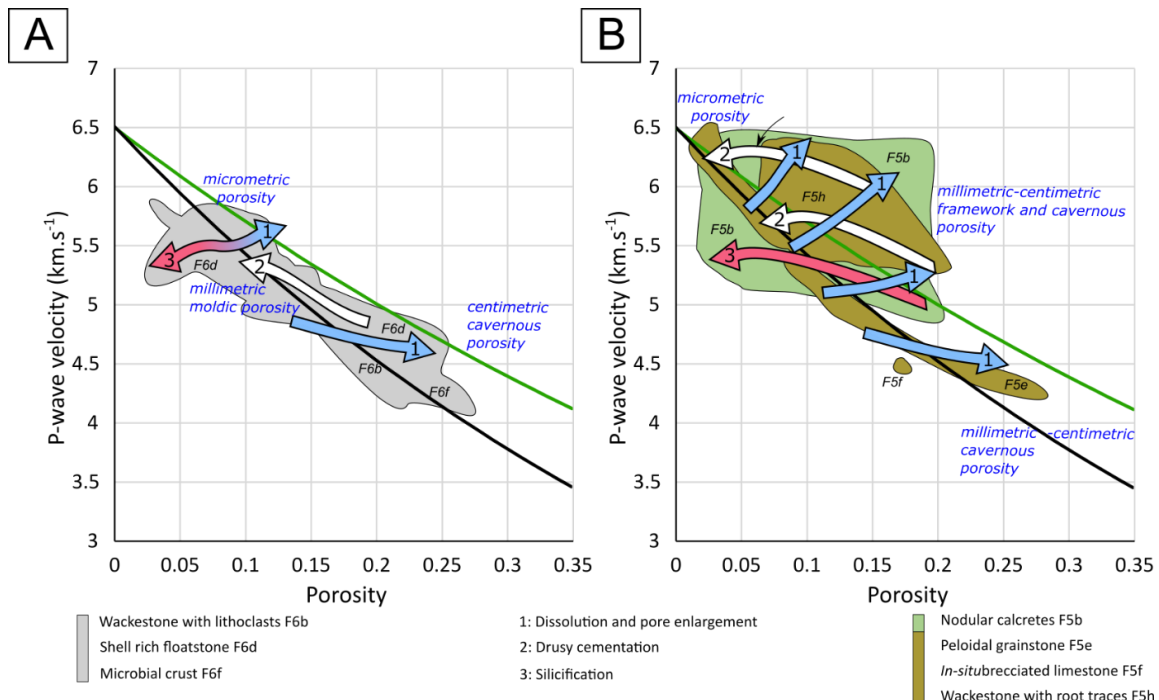 A
B
7
6.5
6
5.5
5
4.5
4
3.5
3
P-wave velocity (km.s-1)
0
0.05
0.1
0.15
0.2
0.25
0.3
0.35
Porosity
micrometric
porosity
1
3
F6d
2
millimetric
moldic porosity
centimetric
cavernous
porosity
F6d
1
F6b
F6f
7
6.5
6
5.5
5
4.5
4
3.5
3
P-wave velocity (km.s-1)
0
0.05
0.1
0.15
0.2
0.25
0.3
0.35
Porosity
micrometric
porosity
2
1
F5b
1
F5h
millimetric-centimetric
framework and cavernous
porosity
2
F5b
3
1
1
F5f
F5e
millimetric -centimetric
cavernous
porosity
Wackestone with lithoclasts F6b
Shell rich floatstone F6d
Microbial crust F6f
1: Dissolution and pore enlargement
2: Drusy cementation
3: Silicification
Nodular calcretes F5b
Peloidal grainstone F5e
In-situbrecciated limestone F5f
Wackestone with root traces F5h